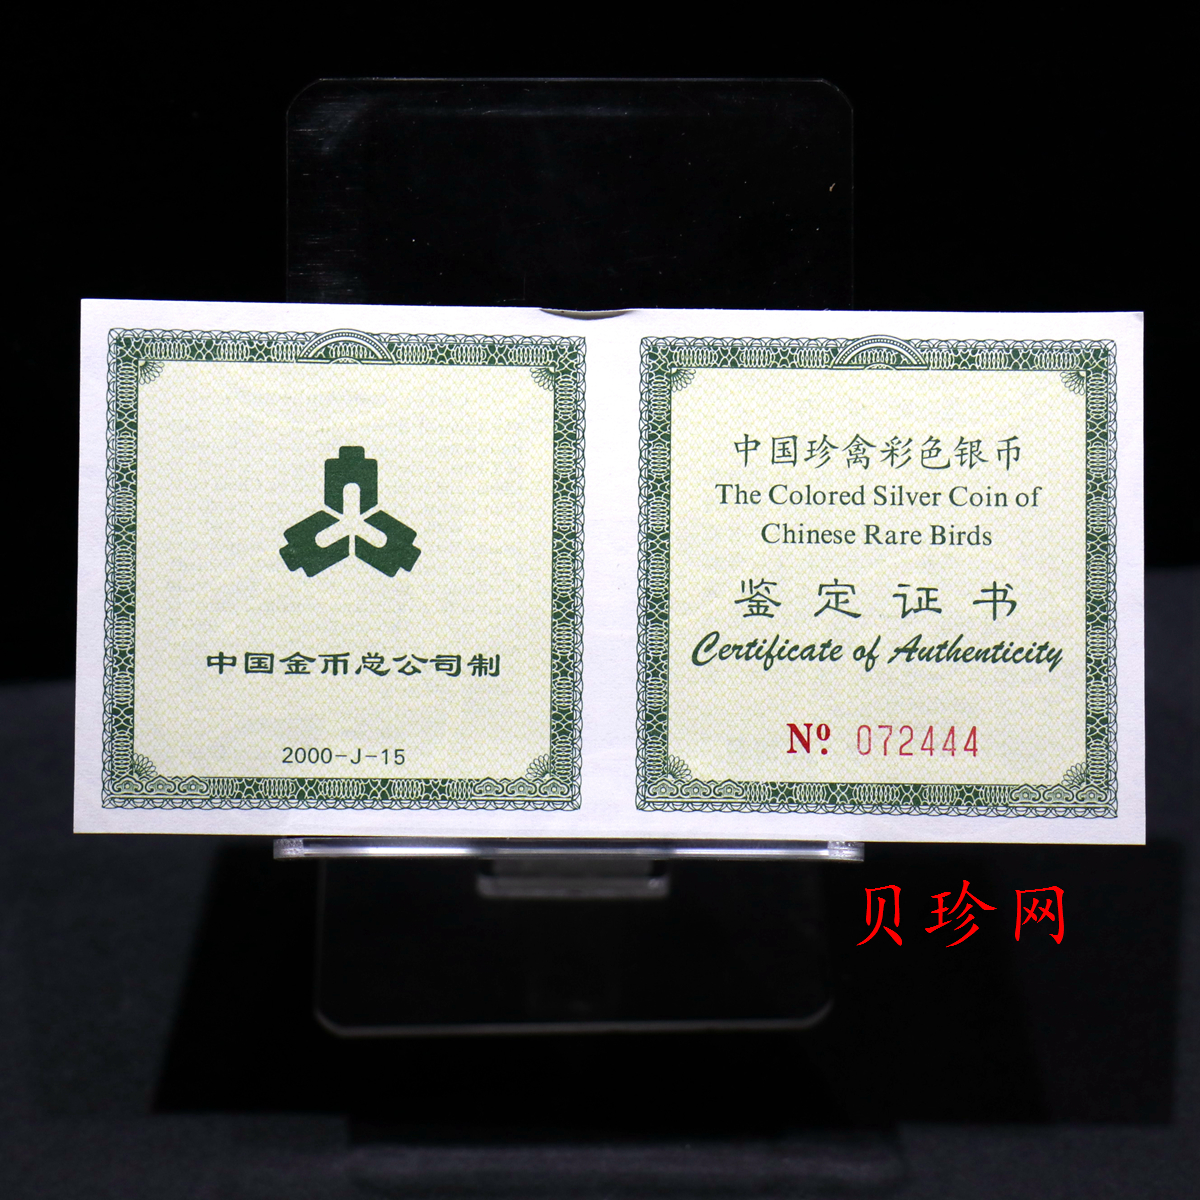 中国金币总公司制
2000-J-15
中国珍禽彩色银币
The Colored Silver Coin of
Chinese Rare Birds
鉴定证书
Certificate of Authenticity
Nº 072444
贝珍网